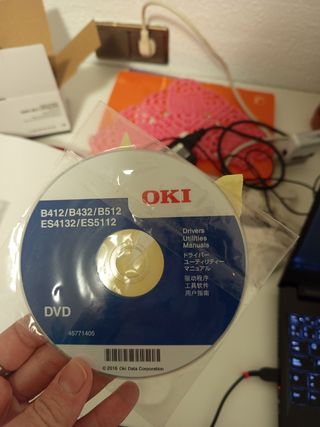 OKI
B412/B432/B512
ES4132/ES5112
Drivers
Utilities
Manuals
ドライバー
ユーティリティー
マニュアル
驱动程序
工具软件
用户指南
DVD
45771405
© 2016 Oki Data Corporation